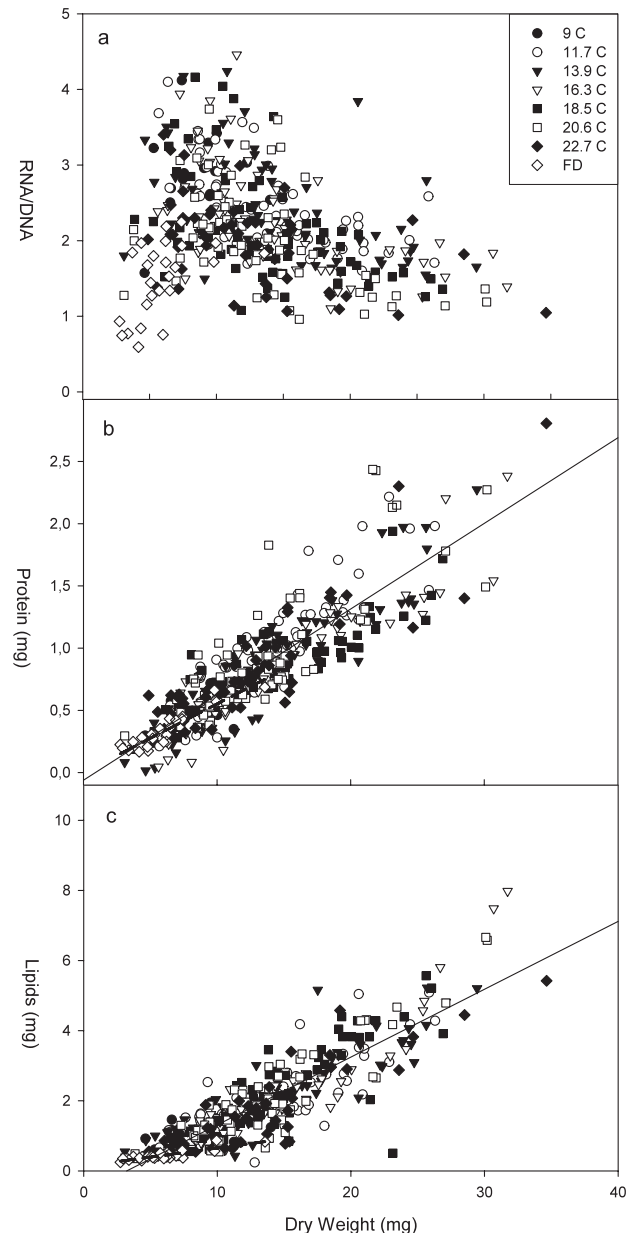 a
9 C
11.7 C
13.9 C
16.3 C
18.5 C
20.6 C
22.7 C
FD
5
4
3
2
1
0
RNA/DNA
b
2,5
2,0
1,5
1,0
0,5
0,0
Protein (mg)
c
10
8
6
4
2
0
Lipids (mg)
0
10
20
30
40
Dry Weight (mg)